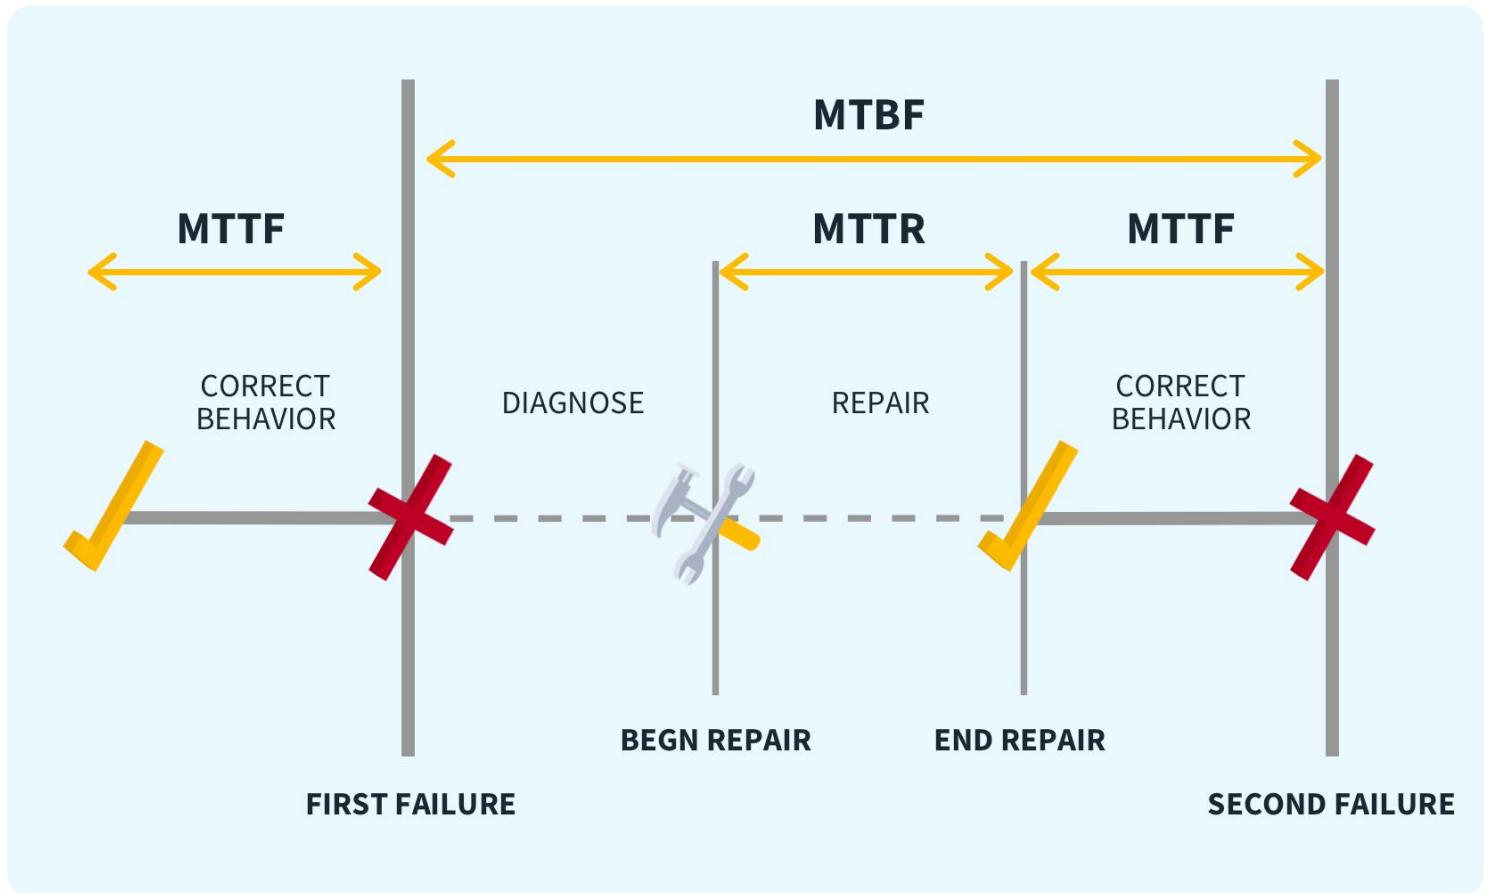 MTBF
MTTF
MTTR
MTTF
CORRECT
BEHAVIOR
DIAGNOSE
REPAIR
CORRECT
BEHAVIOR
BEGN REPAIR
END REPAIR
FIRST FAILURE
SECOND FAILURE